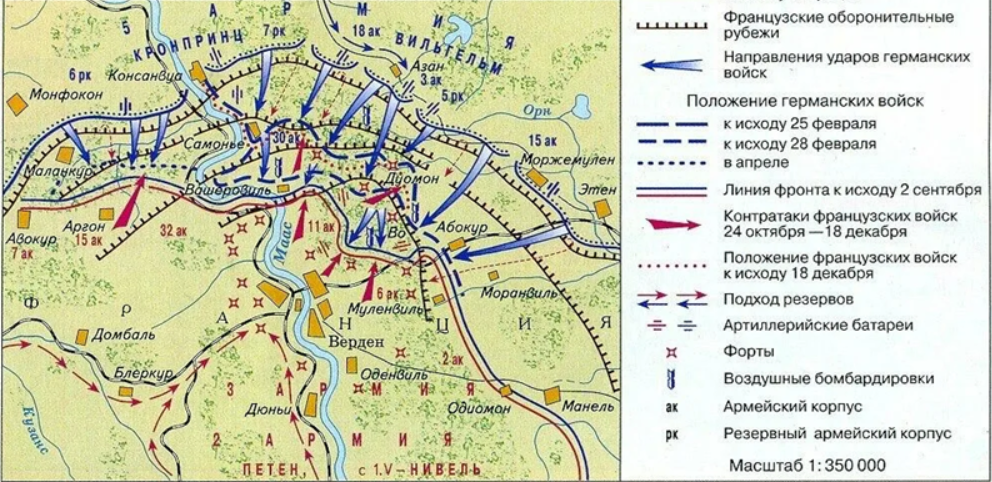 5
А Р М И Я
7 рк
18 ак
КРОНПРИНЦ ВИЛЬГЕЛЬМ
6 рк
Консанвуа
Азан
3 ак
5 рк
Монфокон
Орн
15 ак
30 ак
Самонье
Моржемулен
Маланкур
Дуомон
Этен
Вашеровиль
Аргон
32 ак
11 ак
Во
Абокур
Авокур
15 ак
7 ак
Маас
6 рк
Моранвиль
Муленвиль
Ф Р А Н Ц И Я
Домбаль
Верден
2 ак
Блеркур
Оденвиль
3 АРМИЯ
Дюньи
Одиомон
Манель
Кузанс
2 АРМИЯ
ПЕТЕН, с 1.V – НИВЕЛЬ
Французские оборонительные
рубежи
Направления ударов германских
войск
Положение германских войск
к исходу 25 февраля
к исходу 28 февраля
в апреле
Линия фронта к исходу 2 сентября
Контратаки французских войск
24 октября —18 декабря
Положение французских войск
к исходу 18 декабря
Подход резервов
Артиллерийские батареи
Форты
Воздушные бомбардировки
ак Армейский корпус
рк Резервный армейский корпус
Масштаб 1: 350 000